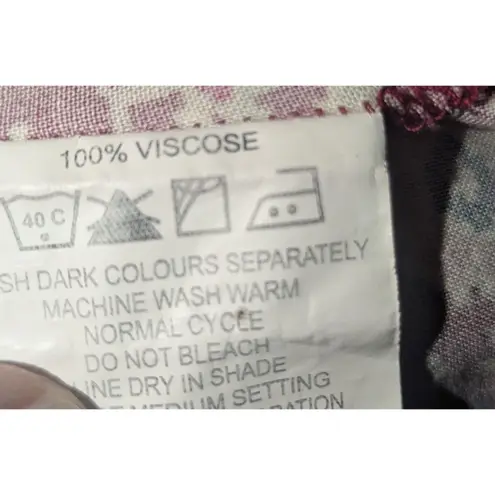 100% VISCOSE
40 C
SH DARK COLOURS SEPARATELY
MACHINE WASH WARM
NORMAL CYCLE
DO NOT BLEACH
INE DRY IN SHADE
MEDIUM SETTING